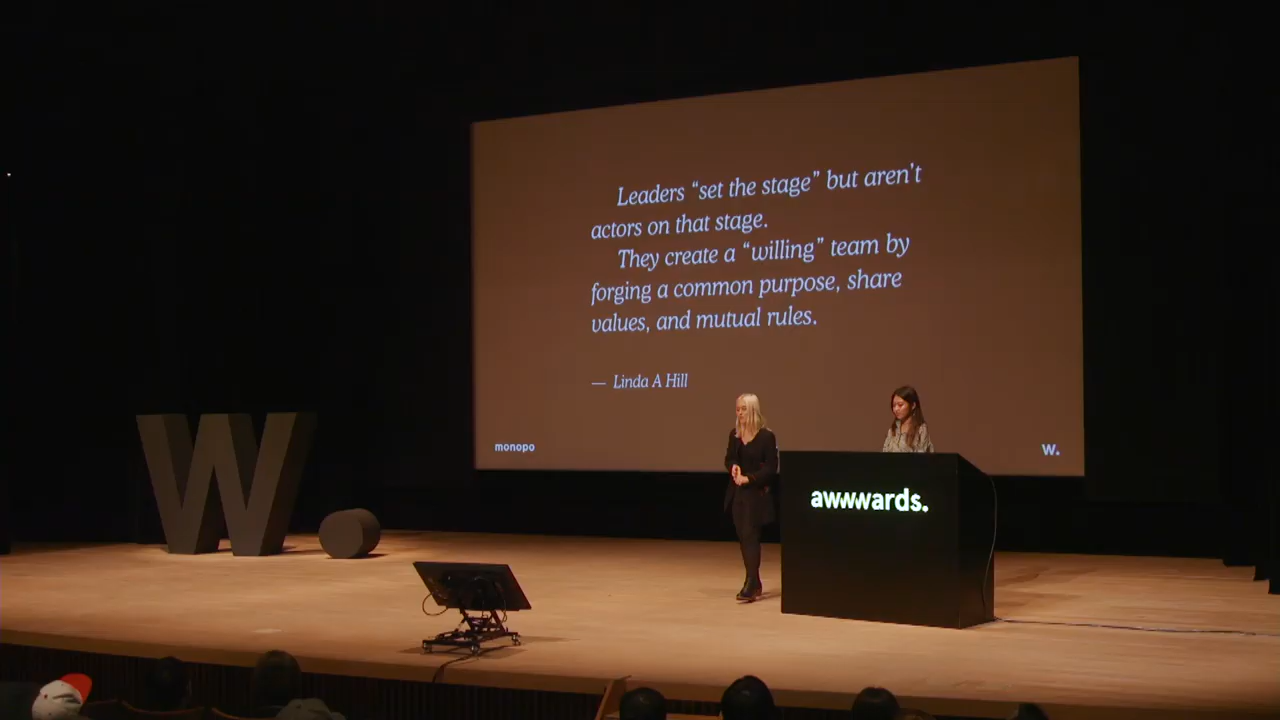 Leaders “set the stage” but aren’t
actors on that stage.
They create a “willing” team by
forging a common purpose, share
values, and mutual rules.
— Linda A Hill
monopo
W.
awwwards.
W.